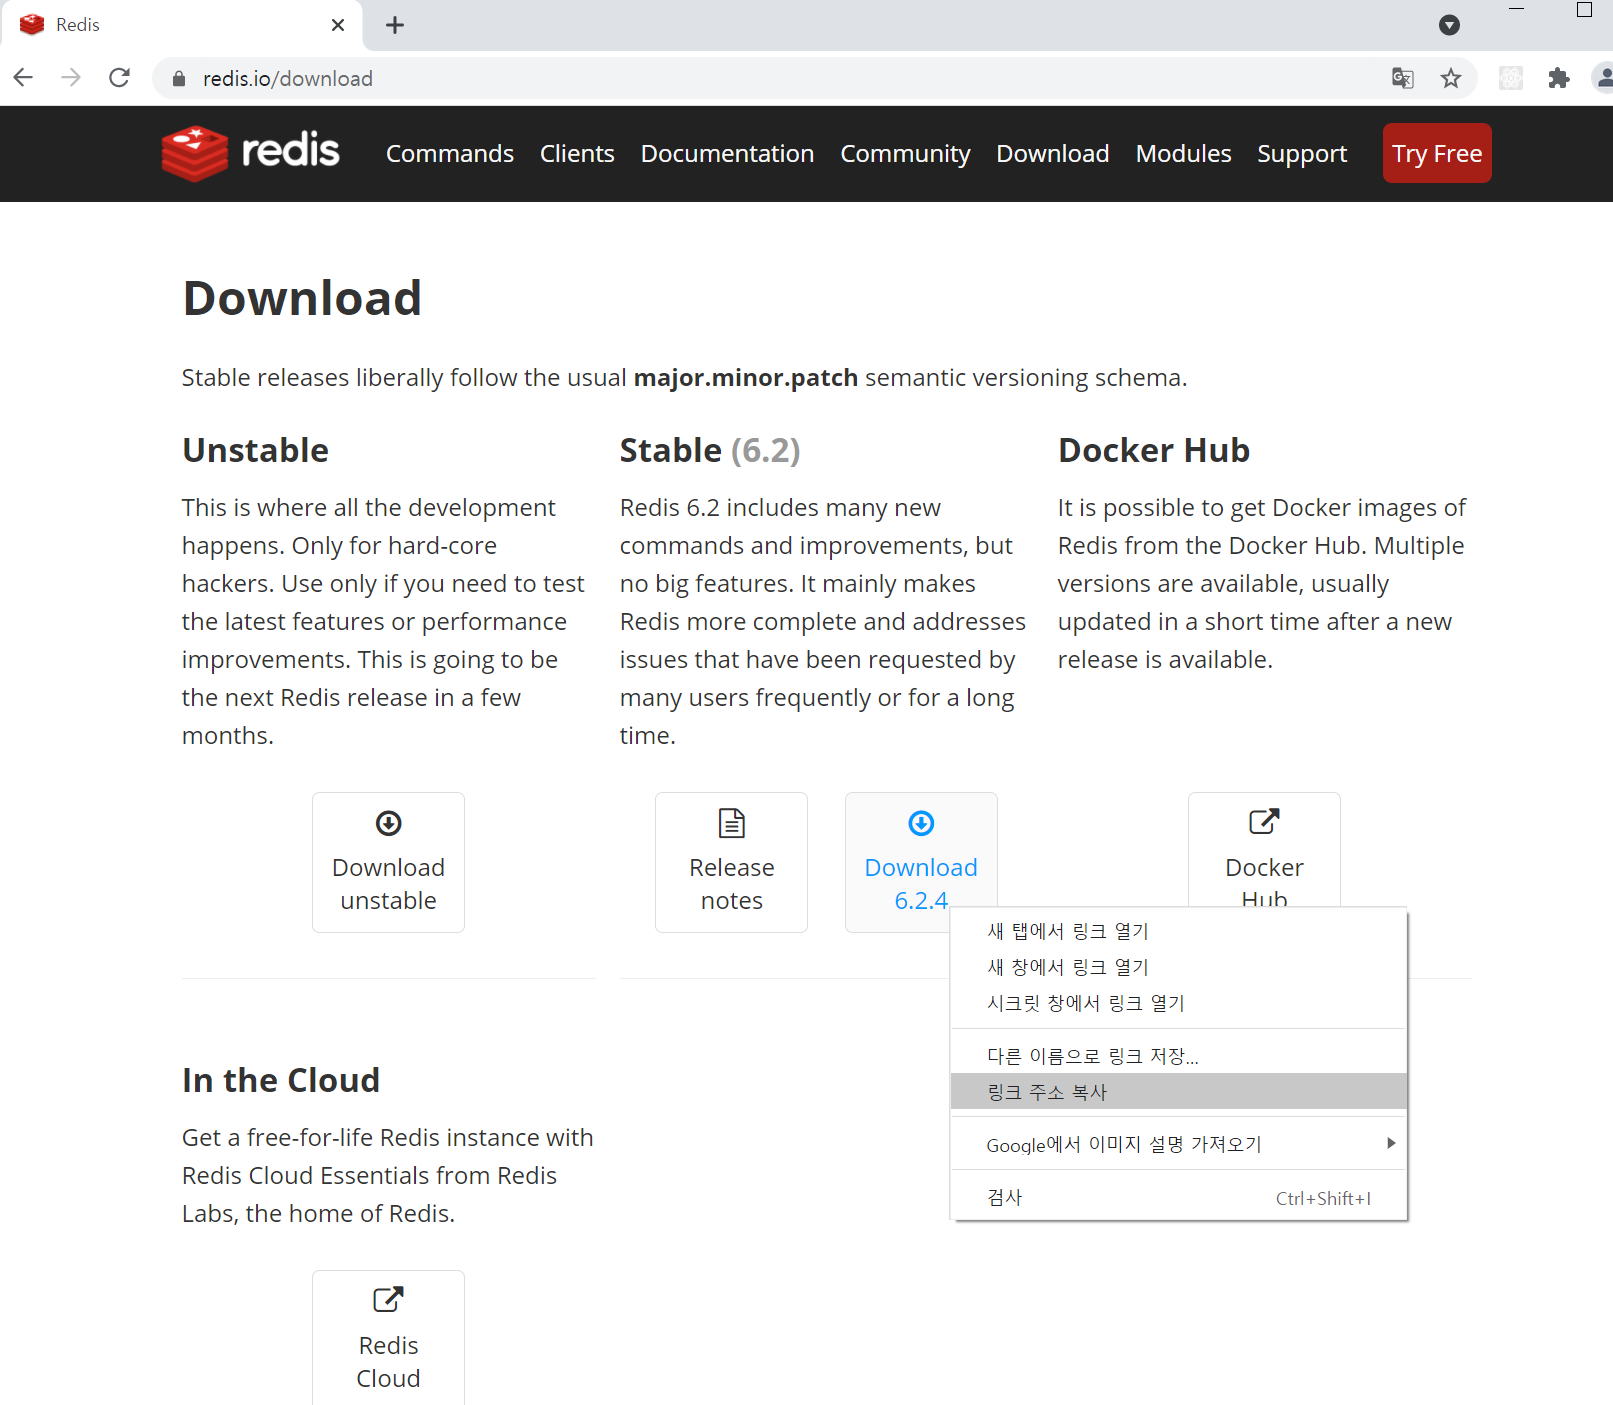 Redis
redis.io/download
redis
Commands
Clients
Documentation
Community
Download
Modules
Support
Try Free
Download
Stable releases liberally follow the usual major.minor.patch semantic versioning schema.
Unstable
This is where all the development
happens. Only for hard-core
hackers. Use only if you need to test
the latest features or performance
improvements. This is going to be
the next Redis release in a few
months.
Download
unstable
Stable (6.2)
Redis 6.2 includes many new
commands and improvements, but
no big features. It mainly makes
Redis more complete and addresses
issues that have been requested by
many users frequently or for a long
time.
Release
notes
Download
6.2.4
Docker Hub
It is possible to get Docker images of
Redis from the Docker Hub. Multiple
versions are available, usually
updated in a short time after a new
release is available.
Docker
Hub
새 탭에서 링크 열기
새 창에서 링크 열기
시크릿 창에서 링크 열기
다른 이름으로 링크 저장...
링크 주소 복사
Google에서 이미지 설명 가져오기
검사 Ctrl+Shift+I
In the Cloud
Get a free-for-life Redis instance with
Redis Cloud Essentials from Redis
Labs, the home of Redis.
Redis
Cloud